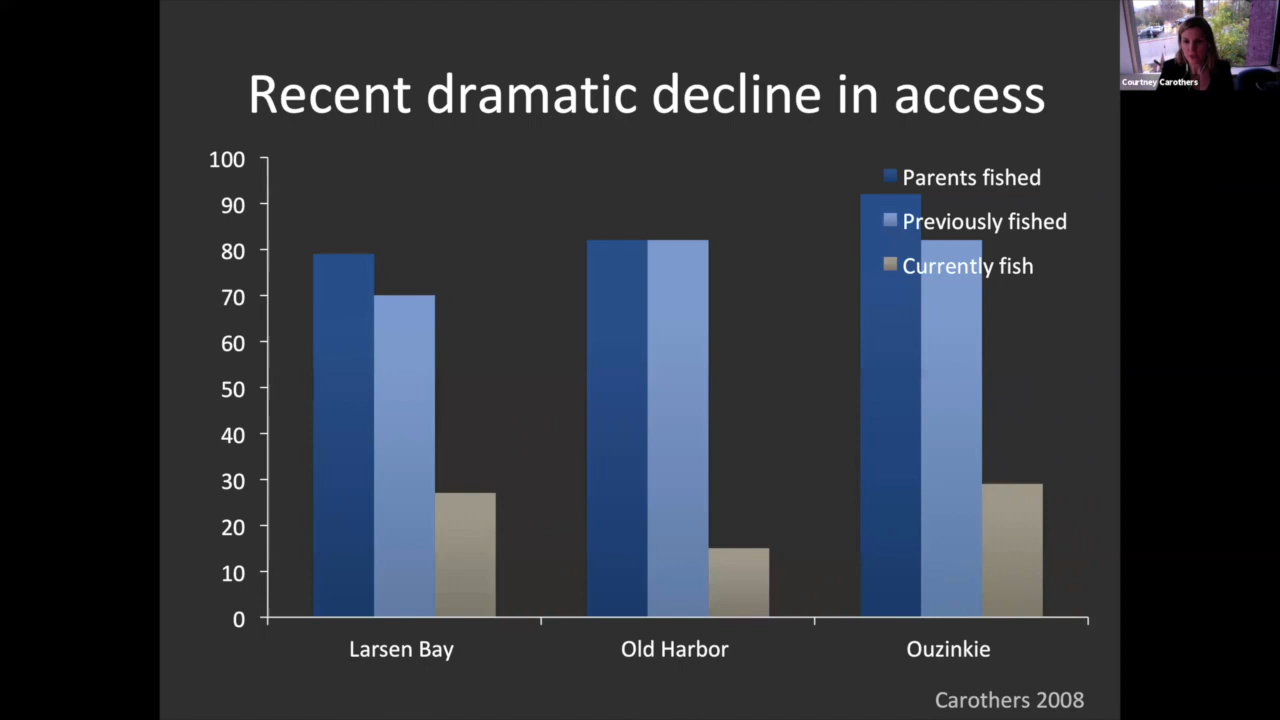 Courtney Carothers
Recent dramatic decline in access
100
90
80
70
60
50
40
30
20
10
0
Parents fished
Previously fished
Currently fish
Larsen Bay
Old Harbor
Ouzinkie
Carothers 2008